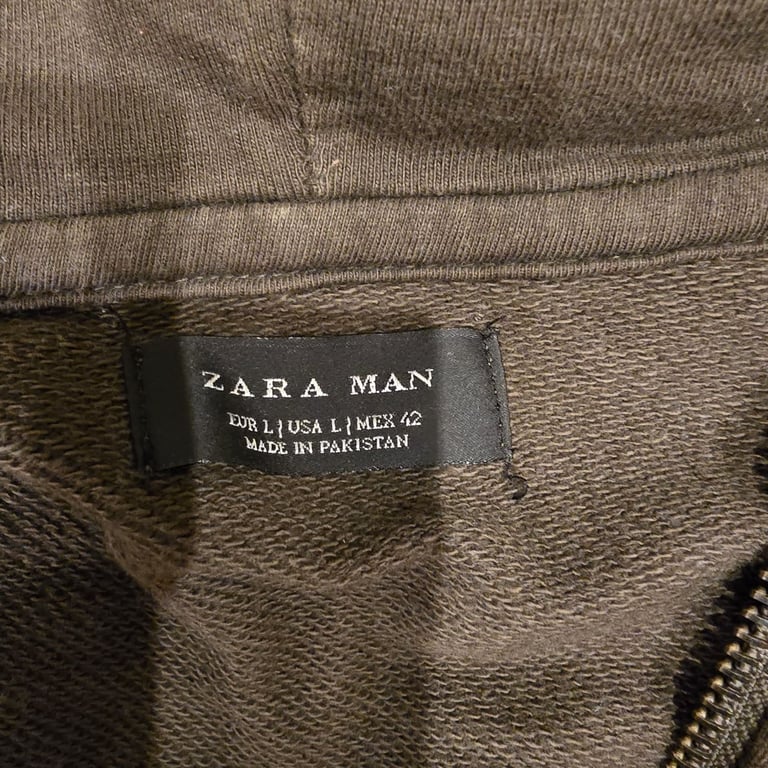 ZARA MAN
EUR L | USA L | MEX 42
MADE IN PAKISTAN